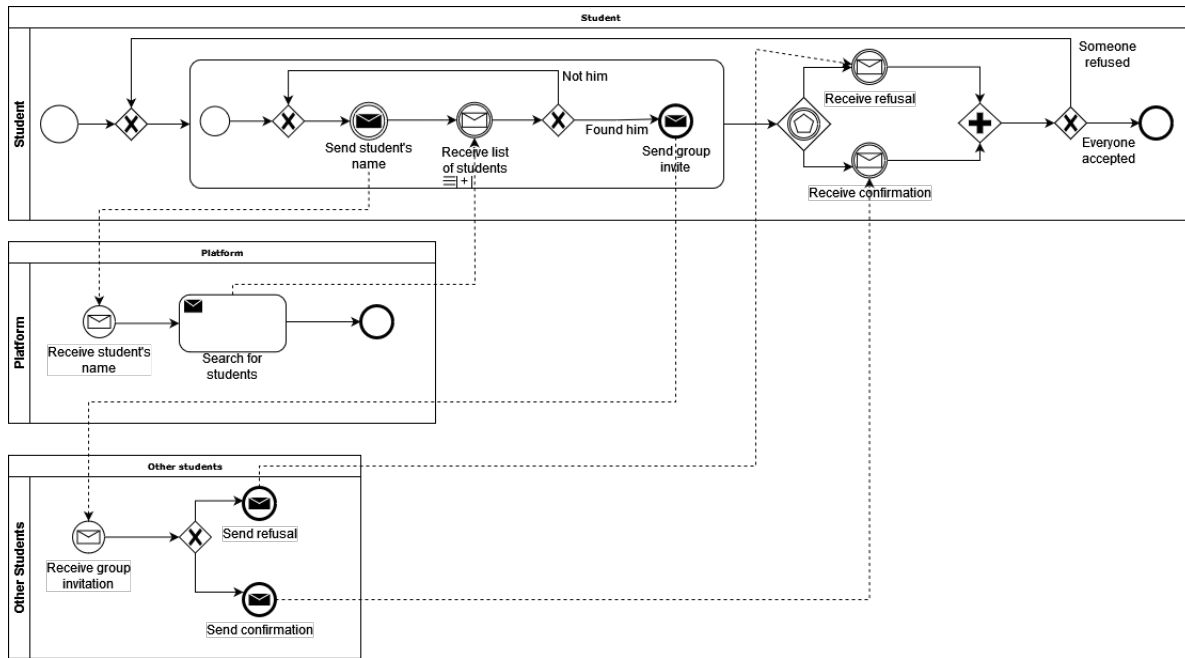 Student
Student
Someone
refused
Not him
Found him
Send student's
name
Receive list
of students
Send group
invite
Receive refusal
Receive confirmation
Everyone
accepted
Platform
Platform
Receive student's
name
Search for
students
Other students
Other Students
Receive group
invitation
Send refusal
Send confirmation